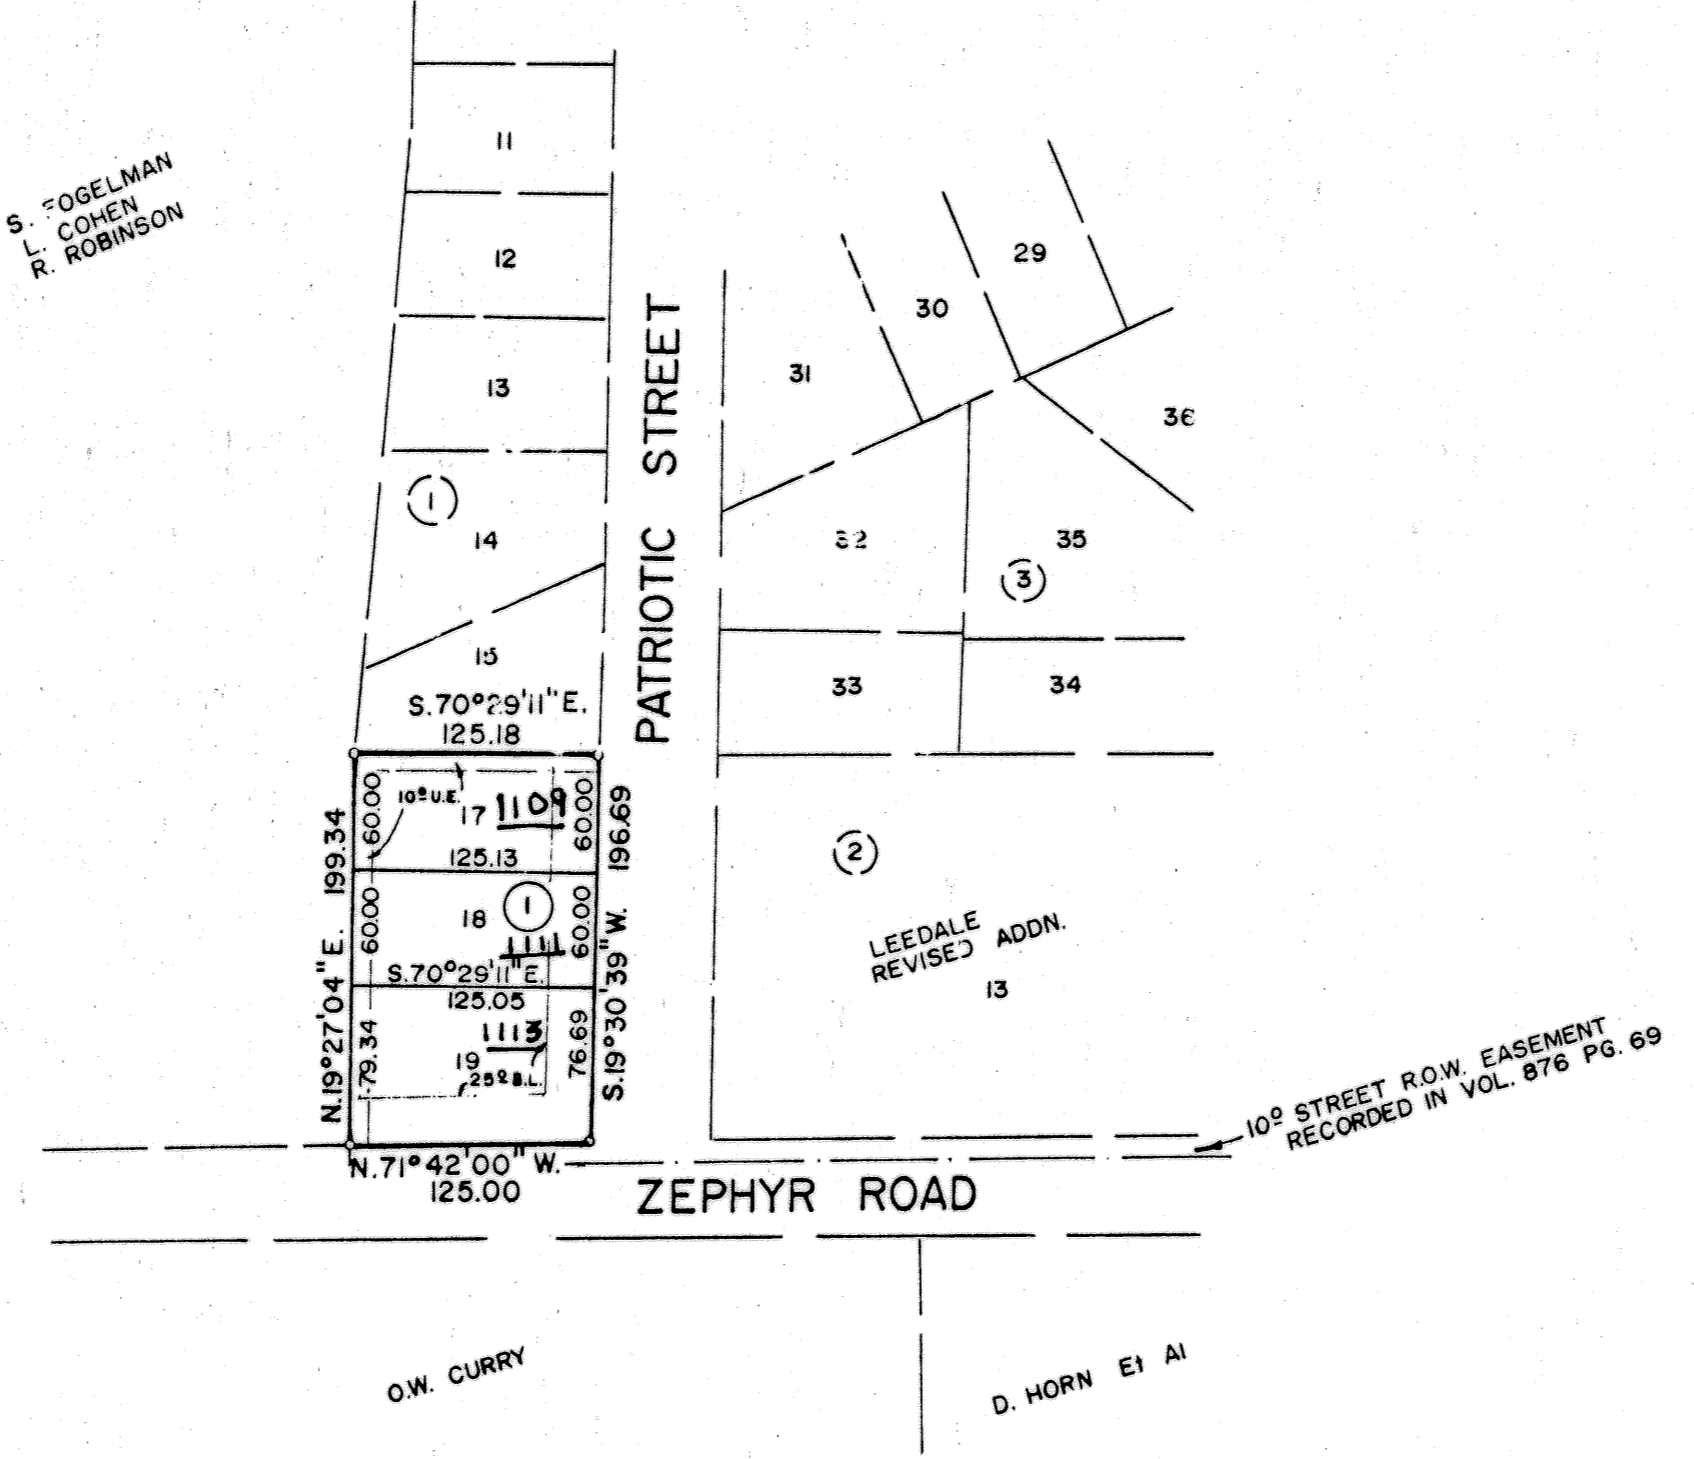 11
S. FOGELMAN
L. COHEN
R. ROBINSON
12
29
30
13
31
36
PATRIOTIC STREET
1
14
32
35
3
15
33
34
S.70°29'11"E.
125.18
10º U.E.
17
1109
60.00
60.00
199.34
196.69
125.13
2
18
1
1111
60.00
60.00
N.19°27'04"E.
S.19°30'39"W.
S.70°29'11"E.
125.05
LEEDALE
REVISED ADDN.
13
1113
19
25º B.L.
79.34
76.69
10º STREET R.O.W. EASEMENT
RECORDED IN VOL. 876 PG. 69
N.71°42'00"W.
125.00
ZEPHYR ROAD
O.W. CURRY
D. HORN Et Al